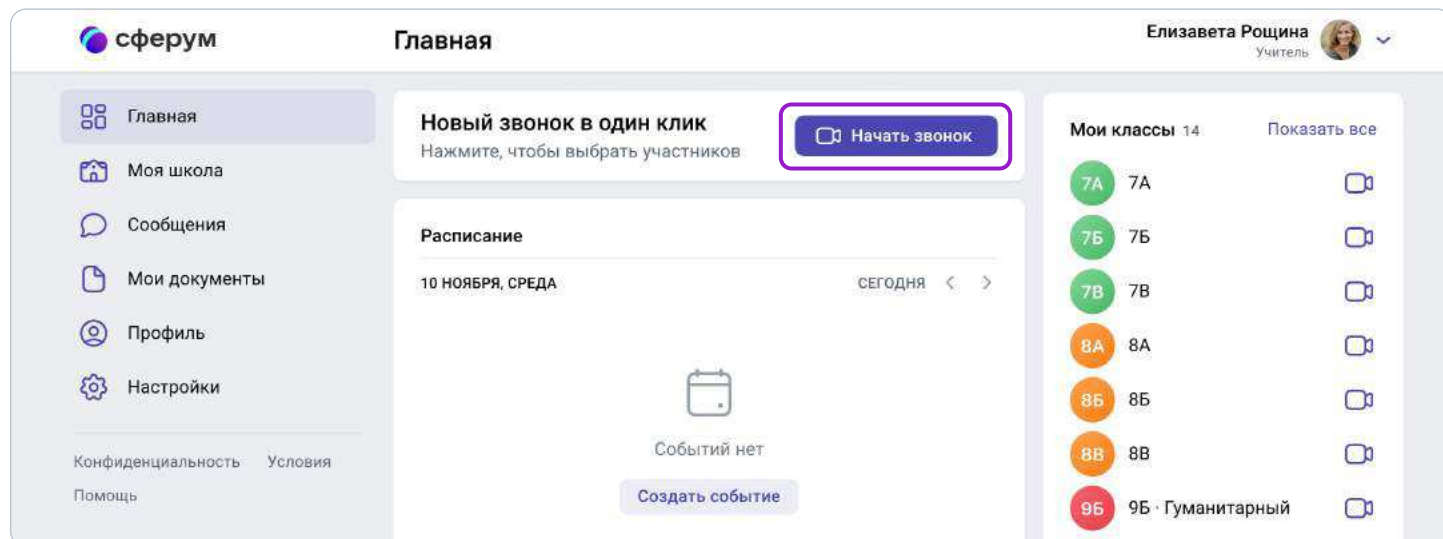 сферум
Главная
Елизавета Рощина
Учитель
Главная
Моя школа
Сообщения
Мои документы
Профиль
Настройки
Конфиденциальность Условия
Помощь
Новый звонок в один клик
Нажмите, чтобы выбрать участников
Начать звонок
Расписание
10 НОЯБРЯ, СРЕДА
СЕГОДНЯ
Событий нет
Создать событие
Мои классы 14 Показать все
7А 7А
7Б 7Б
7В 7В
8А 8А
8Б 8Б
8В 8В
9Б 9Б · Гуманитарный